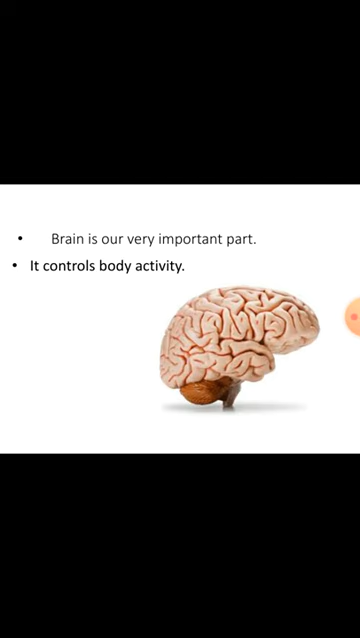 • Brain is our very important part.
• It controls body activity.